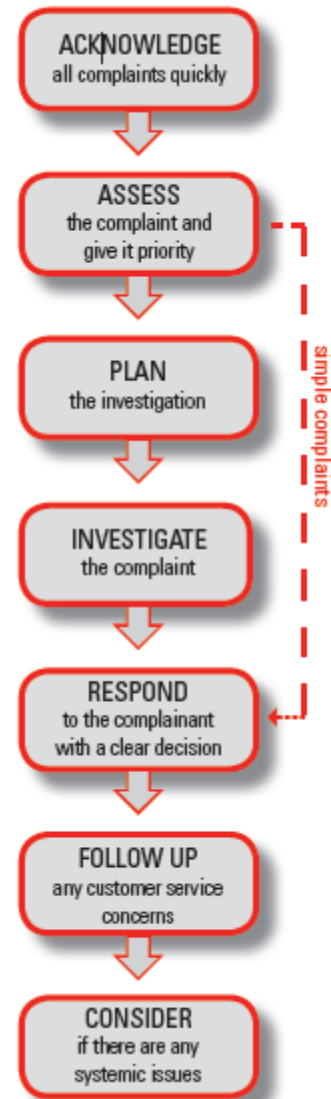 ACKNOWLEDGE
all complaints quickly
ASSESS
the complaint and
give it priority
simple complaints
PLAN
the investigation
INVESTIGATE
the complaint
RESPOND
to the complainant
with a clear decision
FOLLOW UP
any customer service
concerns
CONSIDER
if there are any
systemic issues